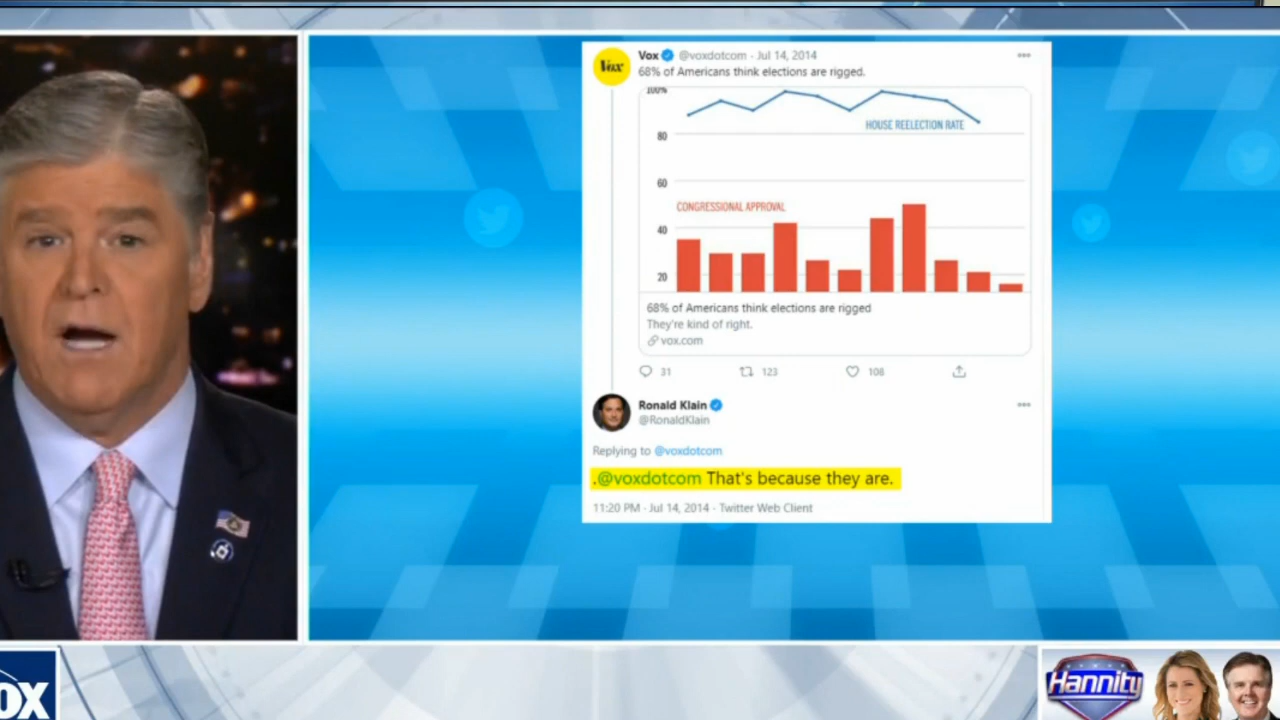 Vox @voxdotcom · Jul 14, 2014
Vox
68% of Americans think elections are rigged.
100%
HOUSE REELECTION RATE
80
60
CONGRESSIONAL APPROVAL
40
20
68% of Americans think elections are rigged
They're kind of right.
vox.com
31 123 108
Ronald Klain
@RonaldKlain
Replying to @voxdotcom
.@voxdotcom That's because they are.
11:20 PM · Jul 14, 2014 · Twitter Web Client
OX
Hannity